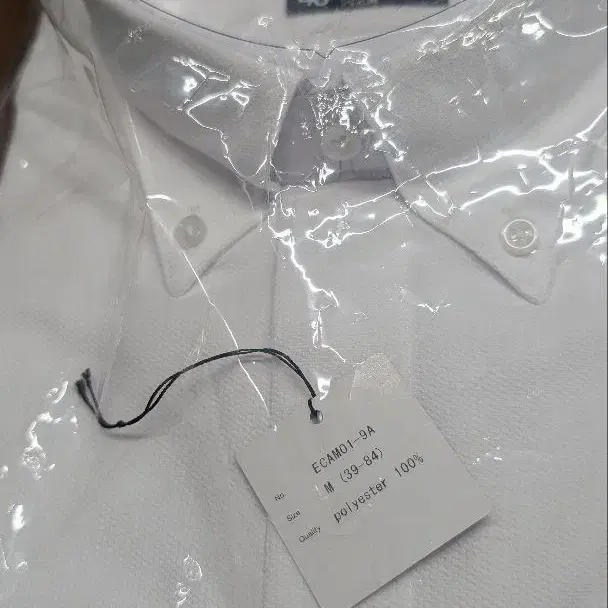 No. ECAM01-9A
Size M (39-84)
Quality polyester 100%